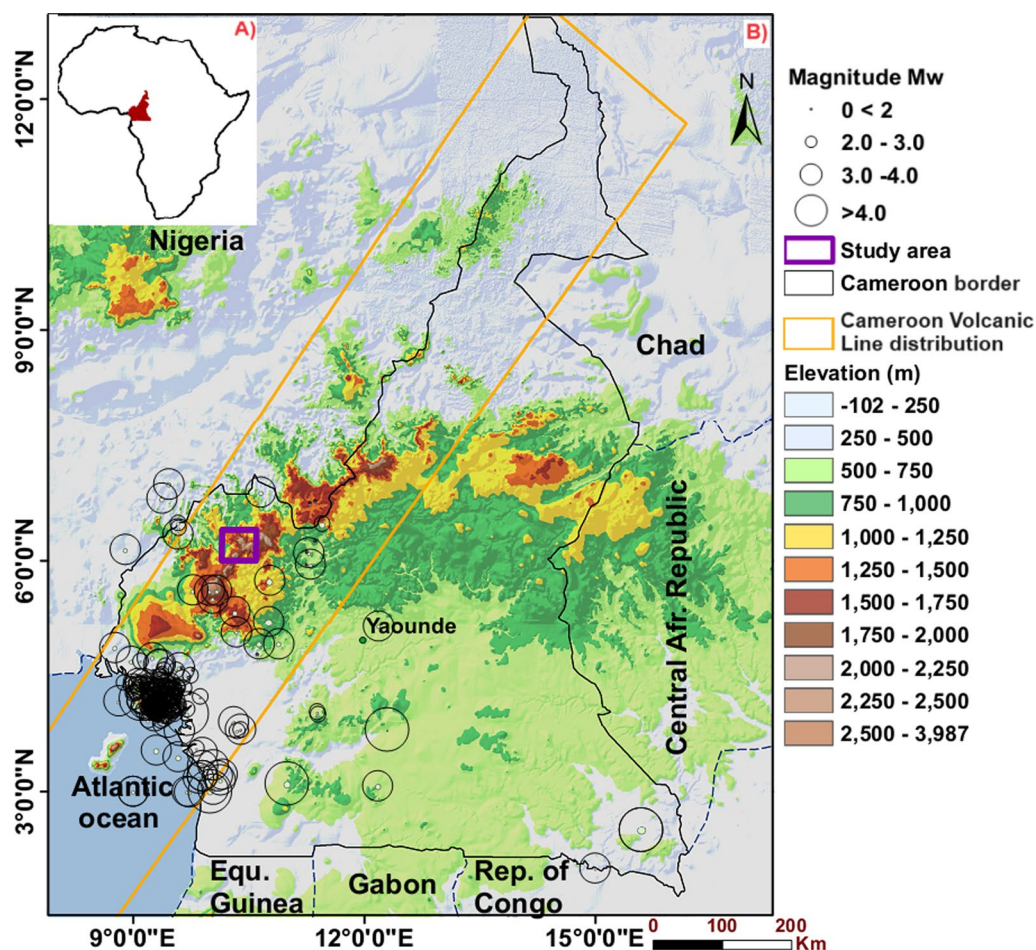 A)
B)
N
12°0'0"N
9°0'0"N
6°0'0"N
3°0'0"N
Nigeria
Chad
Central Afr. Republic
Yaounde
Atlantic
ocean
Equ.
Guinea
Gabon
Rep. of
Congo
9°0'0"E
12°0'0"E
15°0'0"E
0 100 200
Km
Magnitude Mw
0 < 2
2.0 - 3.0
3.0 -4.0
>4.0
Study area
Cameroon border
Cameroon Volcanic
Line distribution
Elevation (m)
-102 - 250
250 - 500
500 - 750
750 - 1,000
1,000 - 1,250
1,250 - 1,500
1,500 - 1,750
1,750 - 2,000
2,000 - 2,250
2,250 - 2,500
2,500 - 3,987